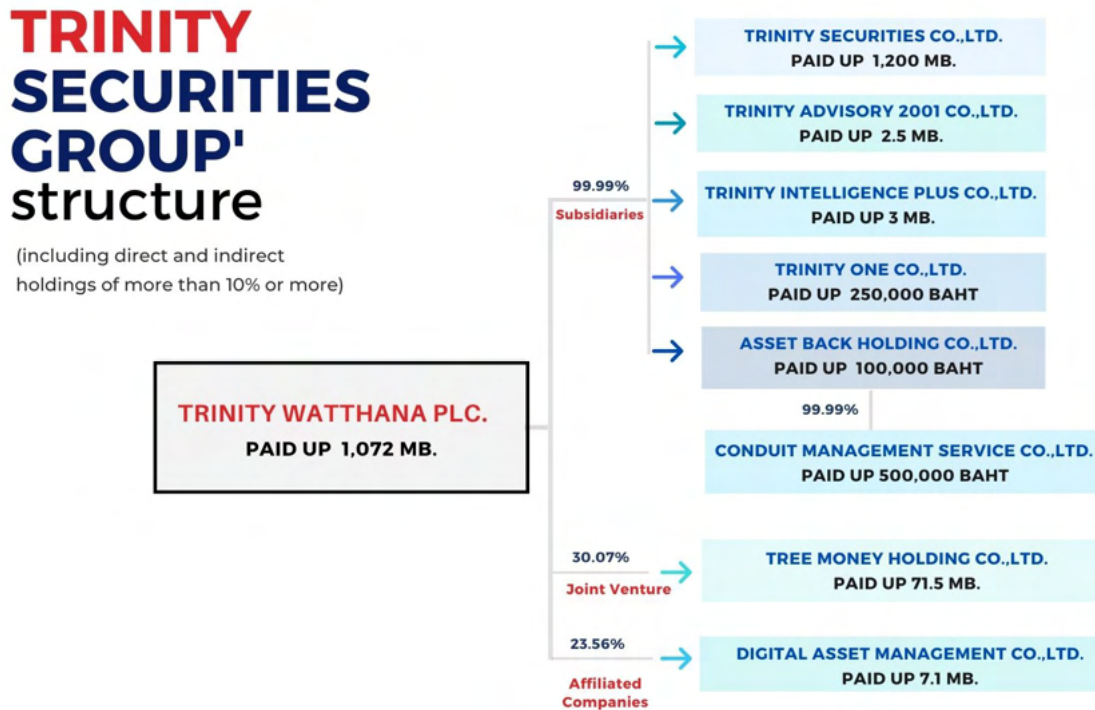 TRINITY
SECURITIES
GROUP'
structure
(including direct and indirect
holdings of more than 10% or more)
TRINITY WATTHANA PLC.
PAID UP 1,072 MB.
99.99%
Subsidiaries
TRINITY SECURITIES CO.,LTD.
PAID UP 1,200 MB.
TRINITY ADVISORY 2001 CO.,LTD.
PAID UP 2.5 MB.
TRINITY INTELLIGENCE PLUS CO.,LTD.
PAID UP 3 MB.
TRINITY ONE CO.,LTD.
PAID UP 250,000 BAHT
ASSET BACK HOLDING CO.,LTD.
PAID UP 100,000 BAHT
99.99%
CONDUIT MANAGEMENT SERVICE CO.,LTD.
PAID UP 500,000 BAHT
30.07%
Joint Venture
TREE MONEY HOLDING CO.,LTD.
PAID UP 71.5 MB.
23.56%
Affiliated
Companies
DIGITAL ASSET MANAGEMENT CO.,LTD.
PAID UP 7.1 MB.